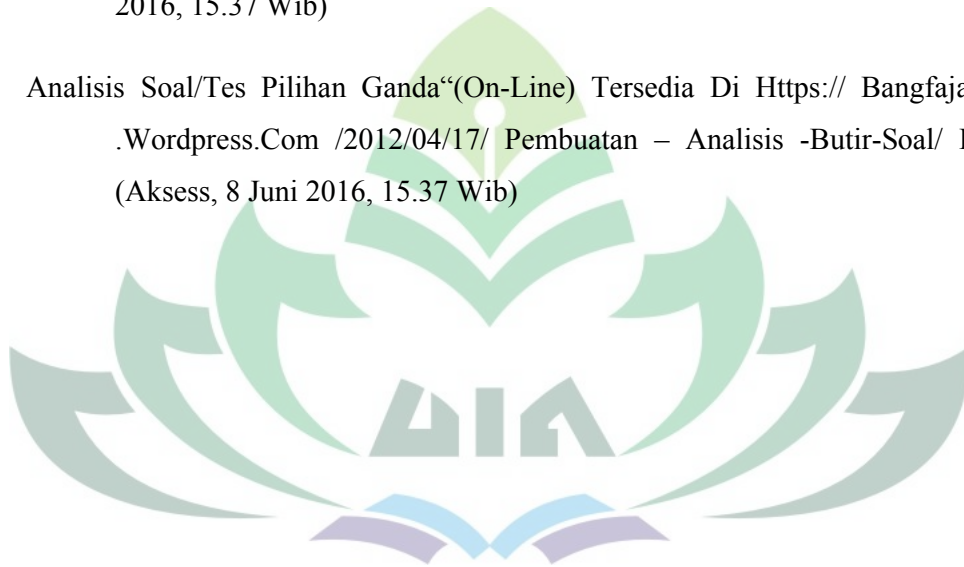 2016, 15.37 Wib)
Analisis Soal/Tes Pilihan Ganda“(On-Line) Tersedia Di Https:// Bangfaja
.Wordpress.Com /2012/04/17/ Pembuatan – Analisis -Butir-Soal/
(Aksess, 8 Juni 2016, 15.37 Wib)
UIN